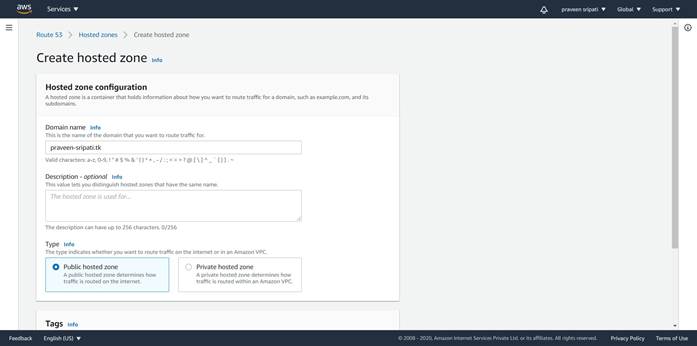 aws
Services
praveen sripati
Global
Support
Route 53 > Hosted zones > Create hosted zone
Create hosted zone Info
Hosted zone configuration
A hosted zone is a container that holds information about how you want to route traffic for a domain, such as example.com, and its
subdomains.
Domain name Info
This is the name of the domain that you want to route traffic for.
praveen-sripati.tk
Valid characters: a-z, 0-9, ! " # $ % & ' ( ) * + , - / : ; < = > ? @ [ \ ] ^ _ ` { | } . ~
Description - optional Info
This value lets you distinguish hosted zones that have the same name.
The hosted zone is used for...
The description can have up to 256 characters. 0/256
Type Info
The type indicates whether you want to route traffic on the internet or in an Amazon VPC.
Public hosted zone
A public hosted zone determines how
traffic is routed on the internet.
Private hosted zone
A private hosted zone determines how
traffic is routed within an Amazon VPC.
Tags Info
Feedback
English (US)
© 2008 - 2020, Amazon Internet Services Private Ltd. or its affiliates. All rights reserved.
Privacy Policy
Terms of Use